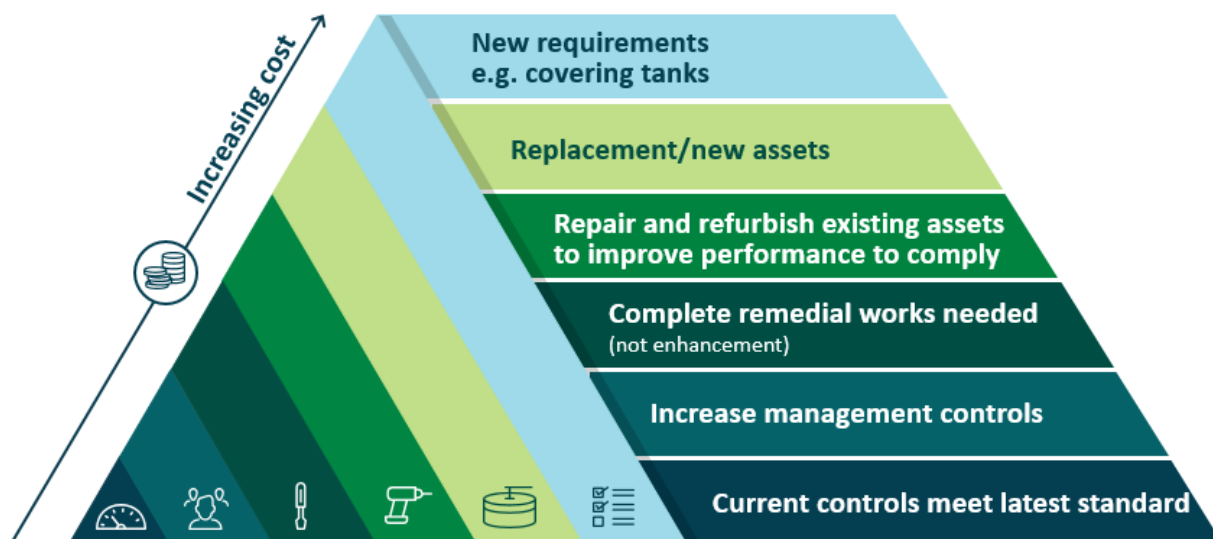 Increasing cost
New requirements
e.g. covering tanks
Replacement/new assets
Repair and refurbish existing assets
to improve performance to comply
Complete remedial works needed
(not enhancement)
Increase management controls
Current controls meet latest standard